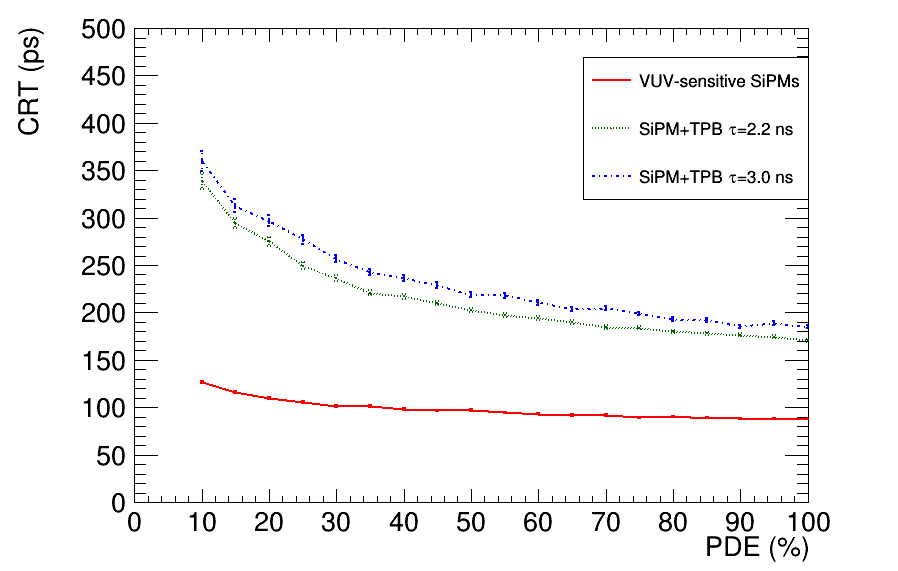 CRT (ps)
500
450
400
350
300
250
200
150
100
50
0
VUV-sensitive SiPMs
SiPM+TPB τ=2.2 ns
SiPM+TPB τ=3.0 ns
0 10 20 30 40 50 60 70 80 90 100
PDE (%)